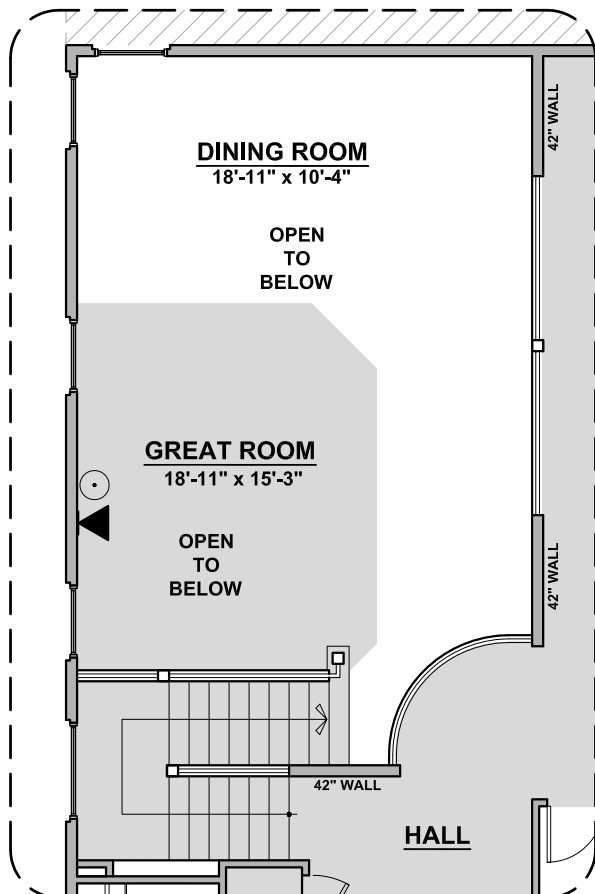 42" WALL
DINING ROOM
18'-11" x 10'-4"
OPEN
TO
BELOW
GREAT ROOM
18'-11" x 15'-3"
OPEN
TO
BELOW
42" WALL
42" WALL
HALL